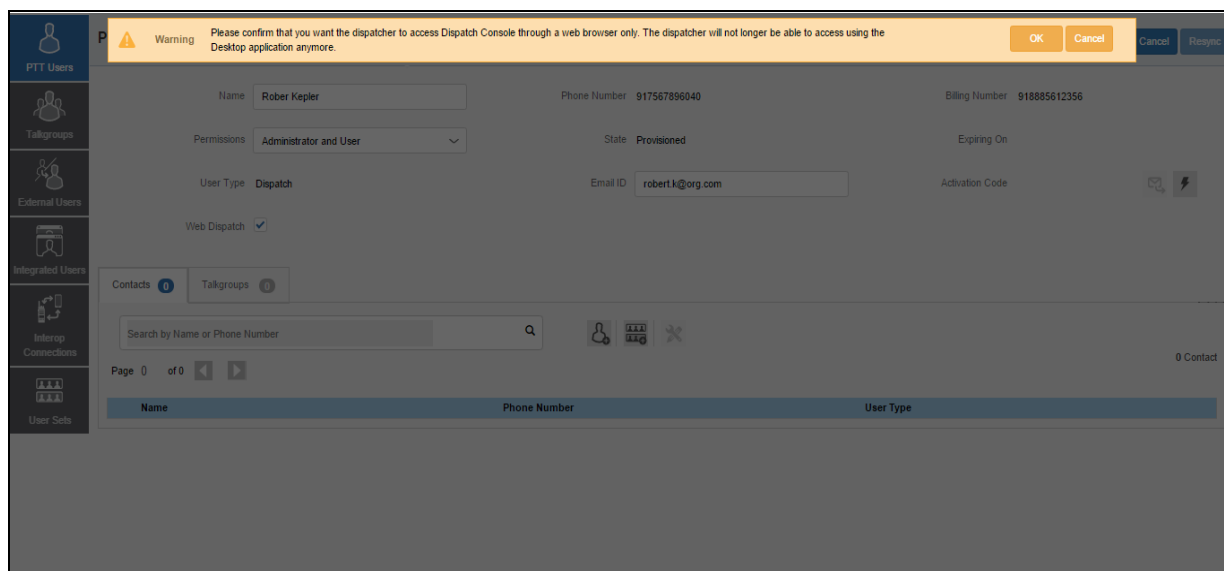 PTT Users
Talkgroups
External Users
Integrated Users
Interop
Connections
User Sets
P
Warning
Please confirm that you want the dispatcher to access Dispatch Console through a web browser only. The dispatcher will not longer be able to access using the
Desktop application anymore.
OK
Cancel
Cancel
Resync
Name
Rober Kepler
Phone Number
917567896040
Billing Number
918885612356
Permissions
Administrator and User
State
Provisioned
Expiring On
User Type
Dispatch
Email ID
robert.k@org.com
Activation Code
Web Dispatch
Contacts 0
Talkgroups 0
Search by Name or Phone Number
0 Contact
Page 0 of 0
Name
Phone Number
User Type